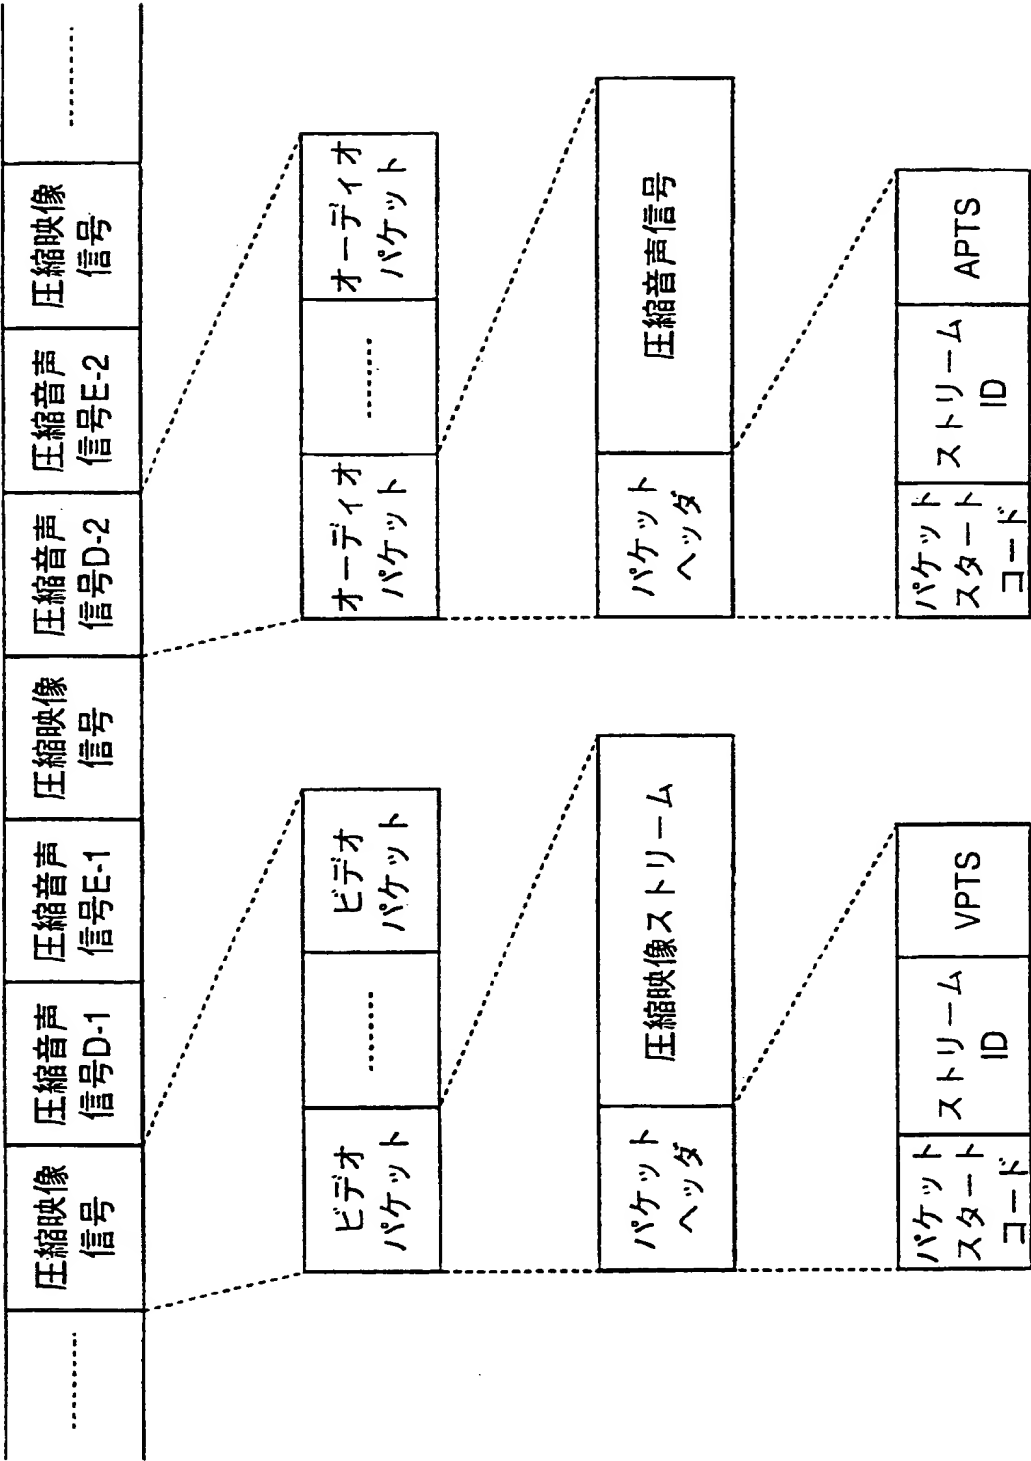 ………
圧縮映像
信号
圧縮音声
信号D-1
圧縮音声
信号E-1
圧縮映像
信号
圧縮音声
信号D-2
圧縮音声
信号E-2
圧縮映像
信号
………
ビデオ
パケット
………
ビデオ
パケット
オーディオ
パケット
………
オーディオ
パケット
パケット
ヘッダ
圧縮映像ストリーム
パケット
ヘッダ
圧縮音声信号
パケット
スタート
コード
ストリーム
ID
VPTS
パケット
スタート
コード
ストリーム
ID
APTS